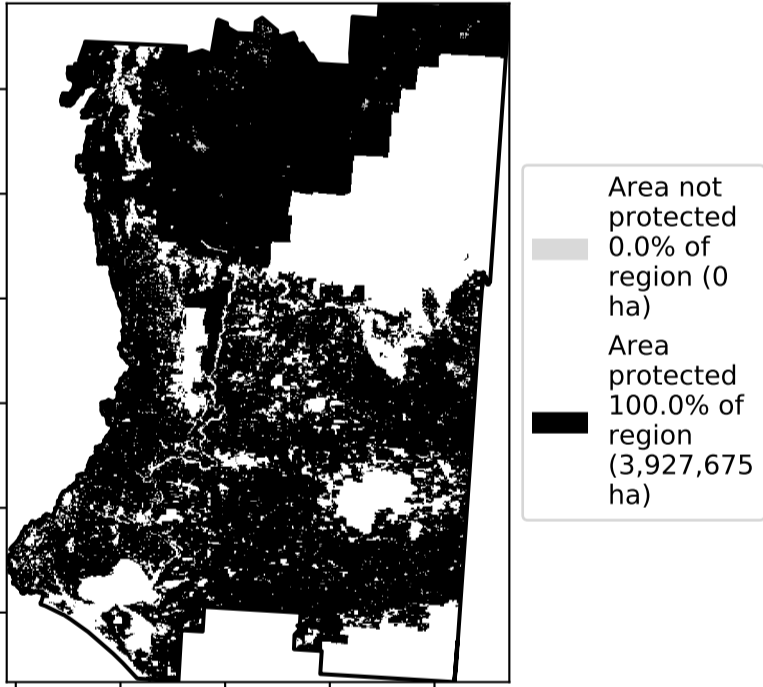 Area not
protected
0.0% of
region (0
ha)
Area
protected
100.0% of
region
(3,927,675
ha)